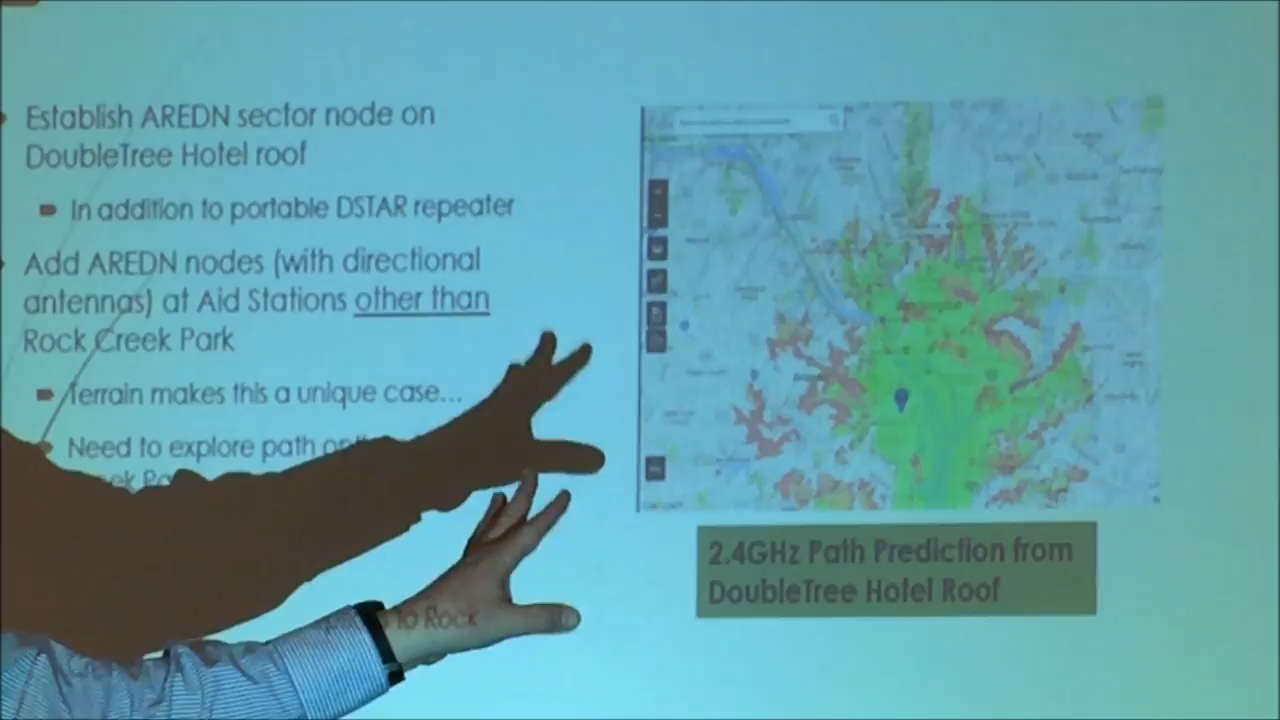 Establish AREDN sector node on
DoubleTree Hotel roof
In addition to portable DSTAR repeater
Add AREDN nodes (with directional
antennas) at Aid Stations other than
Rock Creek Park
Terrain makes this a unique case...
Need to explore path
to Rock
2.4GHz Path Prediction from
DoubleTree Hotel Roof